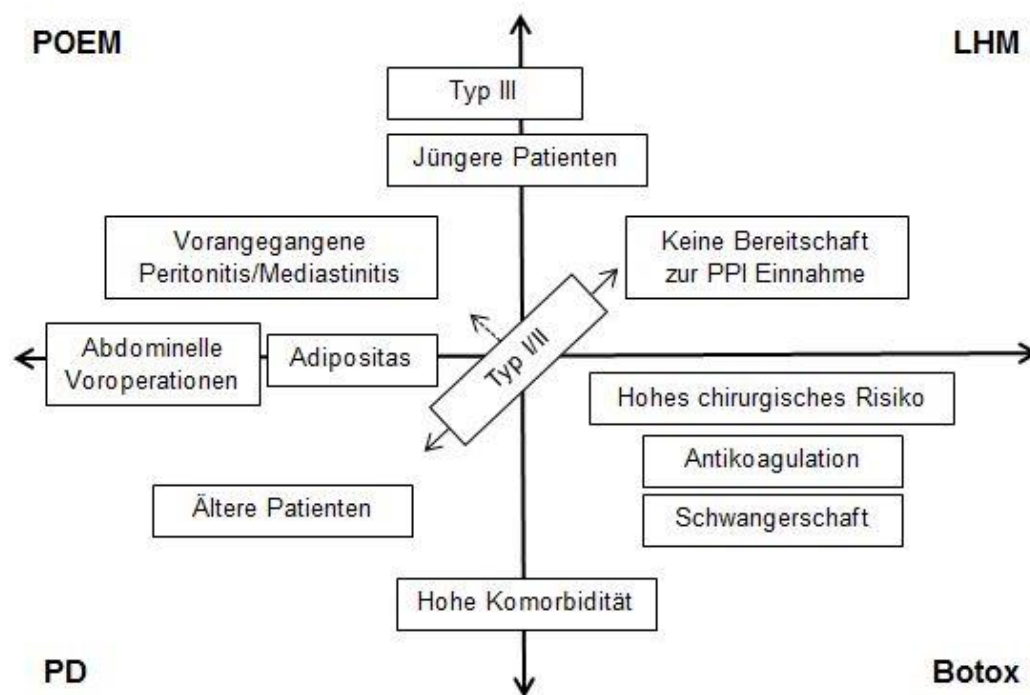 POEM
LHM
Typ III
Jüngere Patienten
Vorangegangene
Peritonitis/Mediastinitis
Keine Bereitschaft
zur PPI Einnahme
Abdominelle
Voroperationen
Adipositas
Typ I/II
Hohes chirurgisches Risiko
Antikoagulation
Ältere Patienten
Schwangerschaft
Hohe Komorbidität
PD
Botox